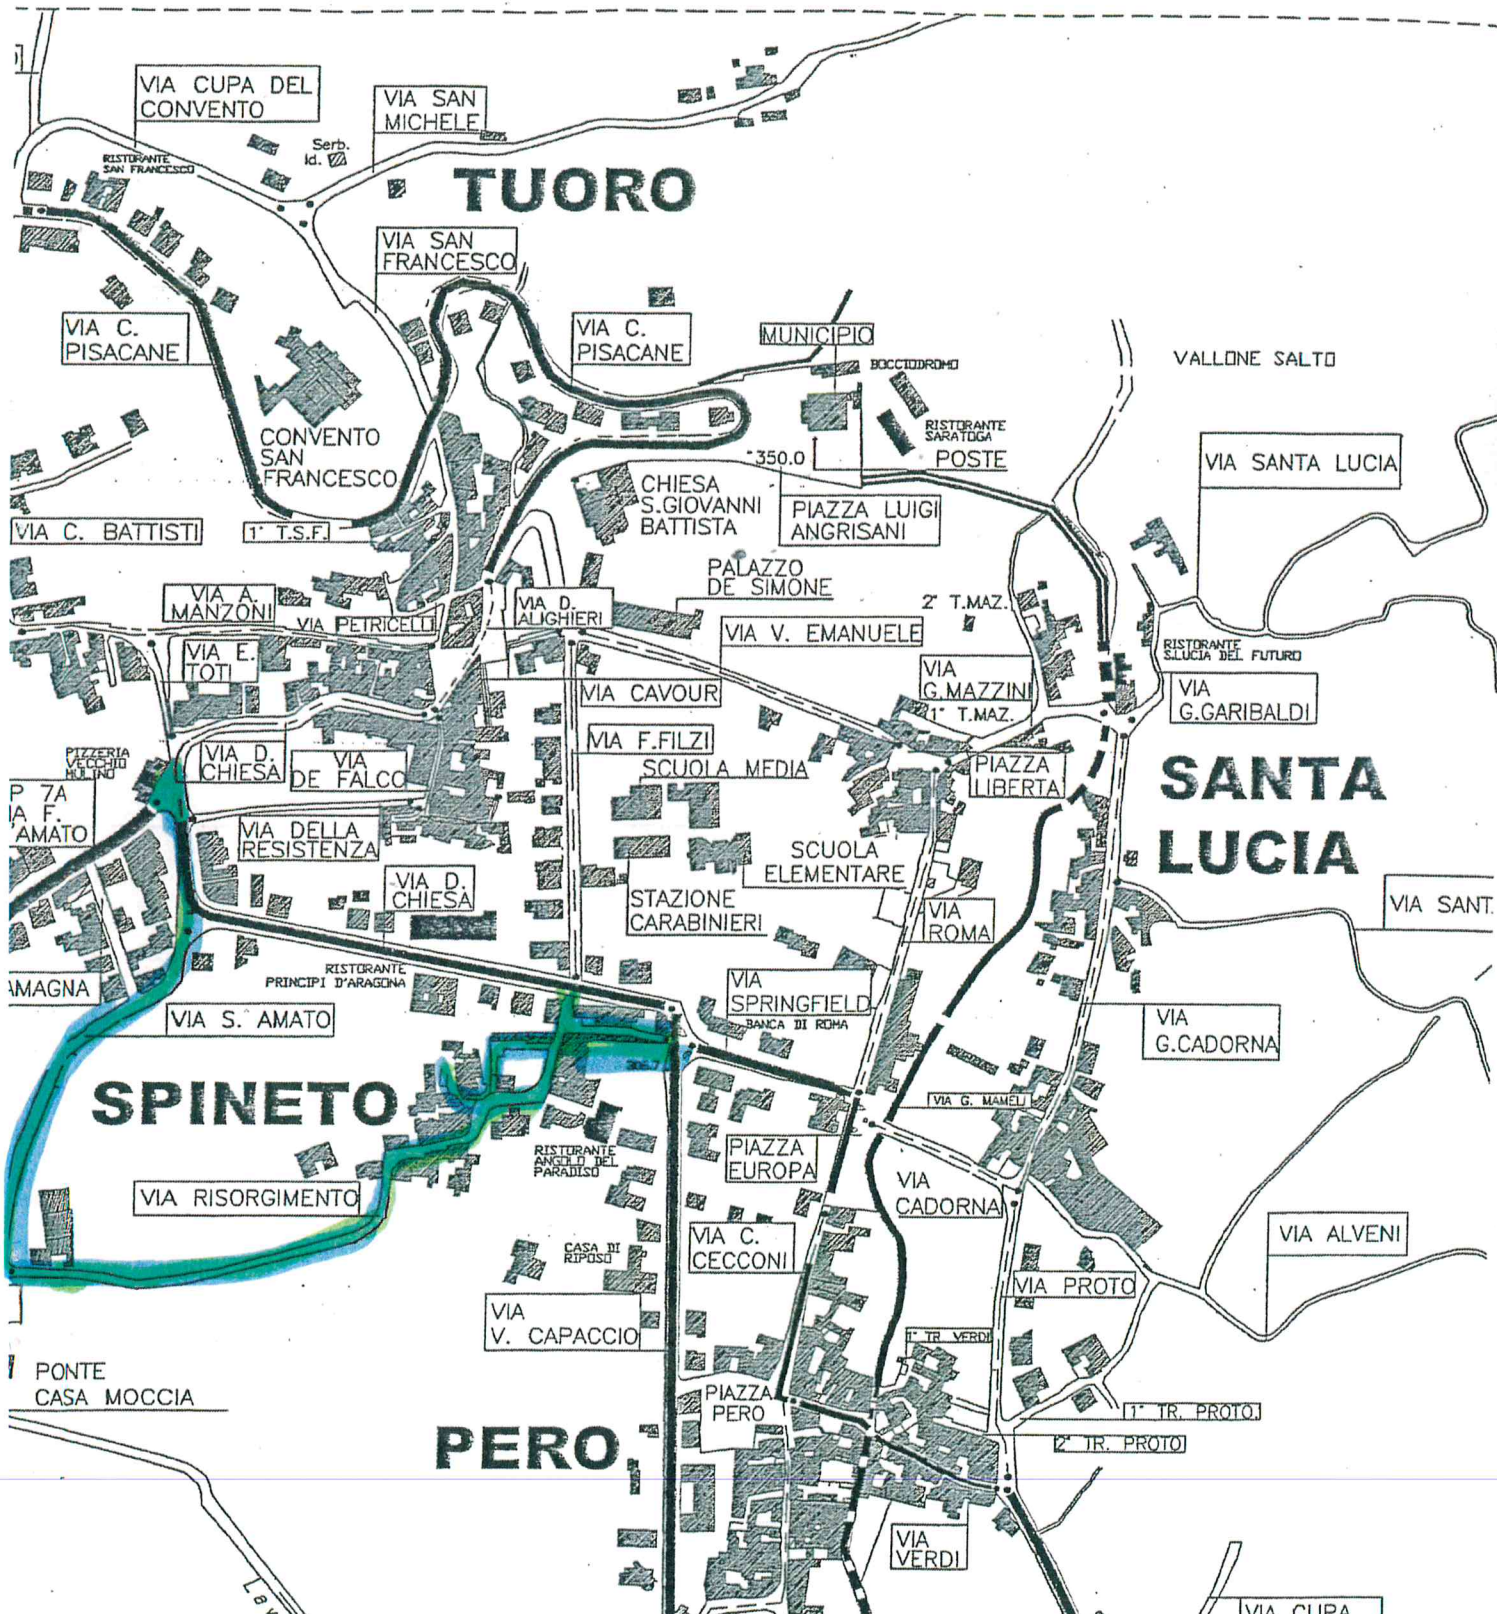 VIA CUPA DEL
CONVENTO
VIA SAN
MICHELE
Serb.
Id.
RISTORANTE
SAN FRANCESCO
TUORO
VIA SAN
FRANCESCO
VIA C.
PISACANE
VIA C.
PISACANE
MUNICIPIO
BOCCIODROMO
VALLONE SALTO
RISTORANTE
SARATOGA
POSTE
350.0
CONVENTO
SAN
FRANCESCO
CHIESA
S.GIOVANNI
BATTISTA
PIAZZA LUIGI
ANGRISANI
VIA SANTA LUCIA
VIA C. BATTISTI
1° T.S.F.
PALAZZO
DE SIMONE
VIA A.
MANZONI
VIA PETRICELLI
VIA D.
ALIGHIERI
2° T.MAZ.
VIA V. EMANUELE
RISTORANTE
S.LUCIA DEL FUTURO
VIA E.
TOTI
VIA
G.MAZZINI
1° T.MAZ.
VIA CAVOUR
VIA
G.GARIBALDI
VIA F.FILZI
PIZZERIA
VECCHIO
MULINO
VIA D.
CHIESA
VIA
DE FALCO
SCUOLA MEDIA
PIAZZA
LIBERTA
SANTA
LUCIA
P 7A
IA F.
'AMATO
VIA DELLA
RESISTENZA
SCUOLA
ELEMENTARE
VIA D.
CHIESA
STAZIONE
CARABINIERI
VIA
ROMA
VIA SANT.
RISTORANTE
PRINCIPI D'ARAGONA
AMAGNA
VIA S. AMATO
VIA
SPRINGFIELD
BANCA DI ROMA
VIA
G.CADORNA
SPINETO
VIA G. MAMELI
RISTORANTE
ANGOLO DEL
PARADISO
PIAZZA
EUROPA
VIA
CADORNA
VIA RISORGIMENTO
VIA C.
CECCONI
CASA DI
RIPOSO
VIA ALVENI
VIA PROTO
VIA
V. CAPACCIO
1° TR. VERDI
PONTE
CASA MOCCIA
PIAZZA
PERO
1° TR. PROTO.
2° TR. PROTO
PERO
VIA
VERDI
VIA CUPA